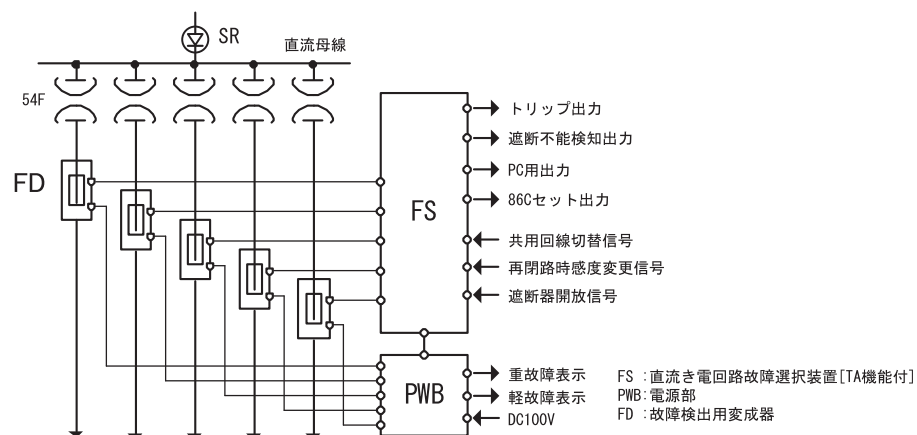 SR
直流母線
54F
FD
FS
トリップ出力
遮断不能検知出力
PC用出力
86Cセット出力
共用回線切替信号
再閉路時感度変更信号
遮断器開放信号
PWB
重故障表示
軽故障表示
DC100V
FS :直流き電回路故障選択装置[TA機能付]
PWB:電源部
FD :故障検出用変成器